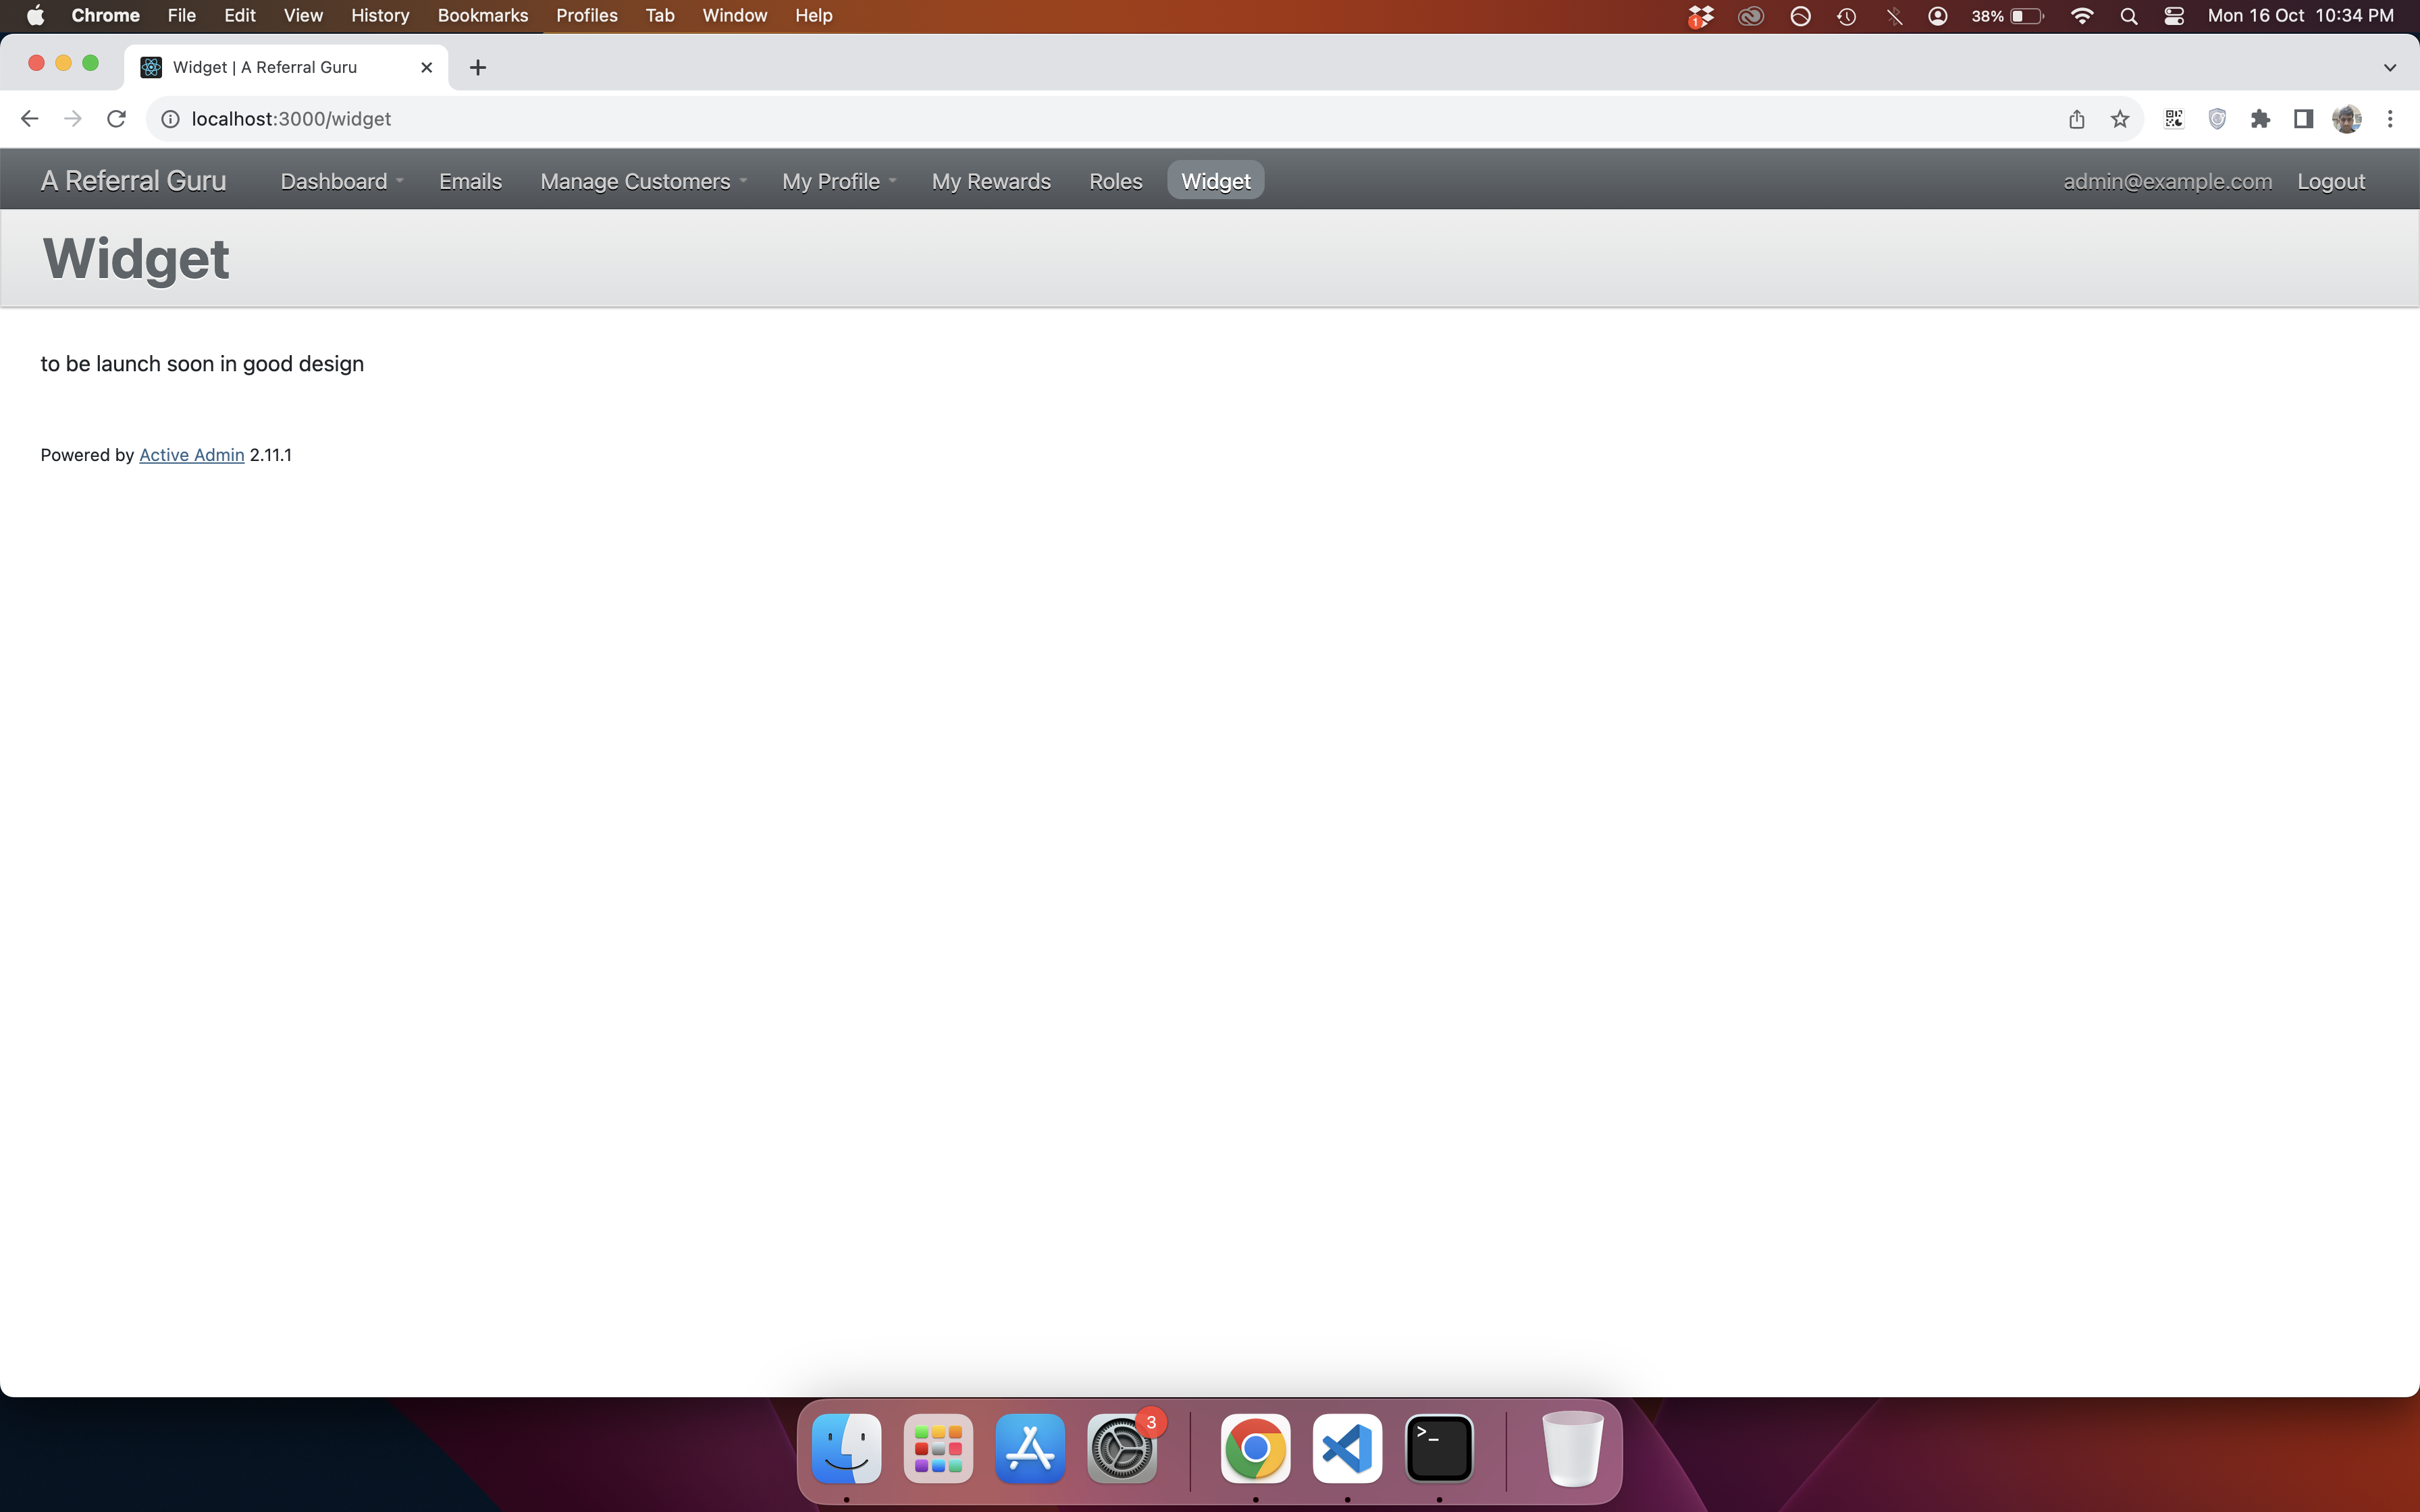 Chrome File Edit View History Bookmarks Profiles Tab Window Help 1 38% Mon 16 Oct 10:34 PM
Widget | A Referral Guru
localhost:3000/widget
A Referral Guru Dashboard Emails Manage Customers My Profile My Rewards Roles Widget admin@example.com Logout
Widget
to be launch soon in good design
Powered by Active Admin 2.11.1
3
>_